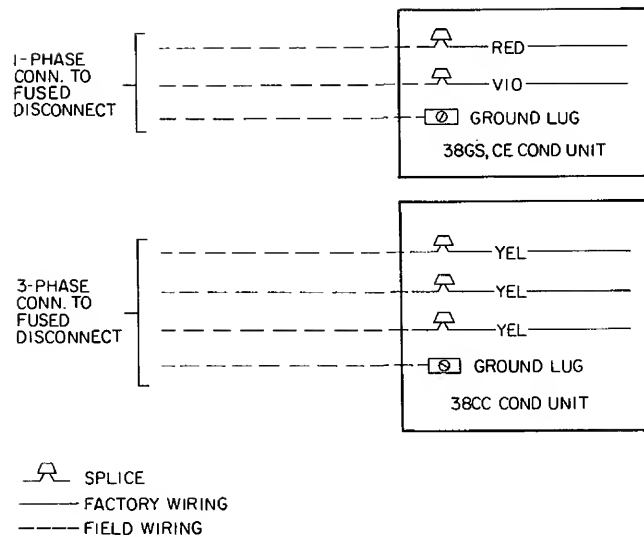 1-PHASE
CONN. TO
FUSED
DISCONNECT
RED
VIO
GROUND LUG
38GS, CE COND UNIT
3-PHASE
CONN. TO
FUSED
DISCONNECT
YEL
YEL
YEL
GROUND LUG
38CC COND UNIT
SPLICE
FACTORY WIRING
FIELD WIRING